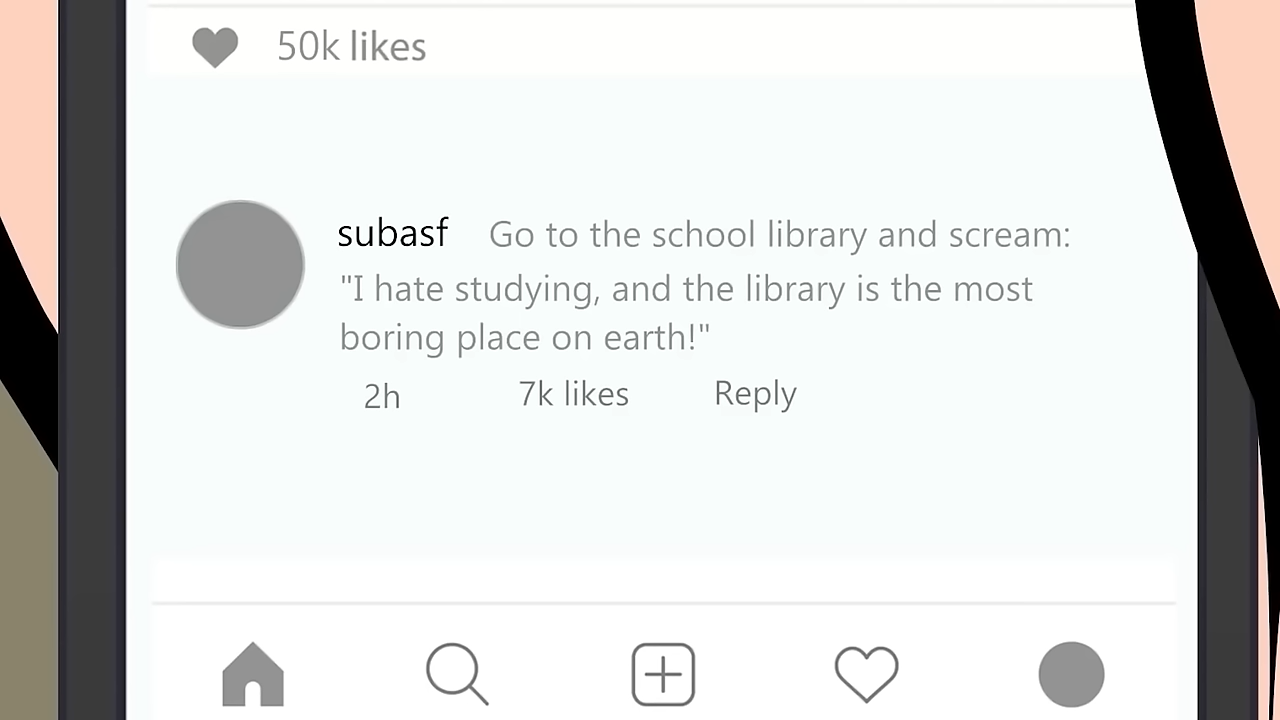 50k likes
subasf Go to the school library and scream:
"I hate studying, and the library is the most
boring place on earth!"
2h 7k likes Reply